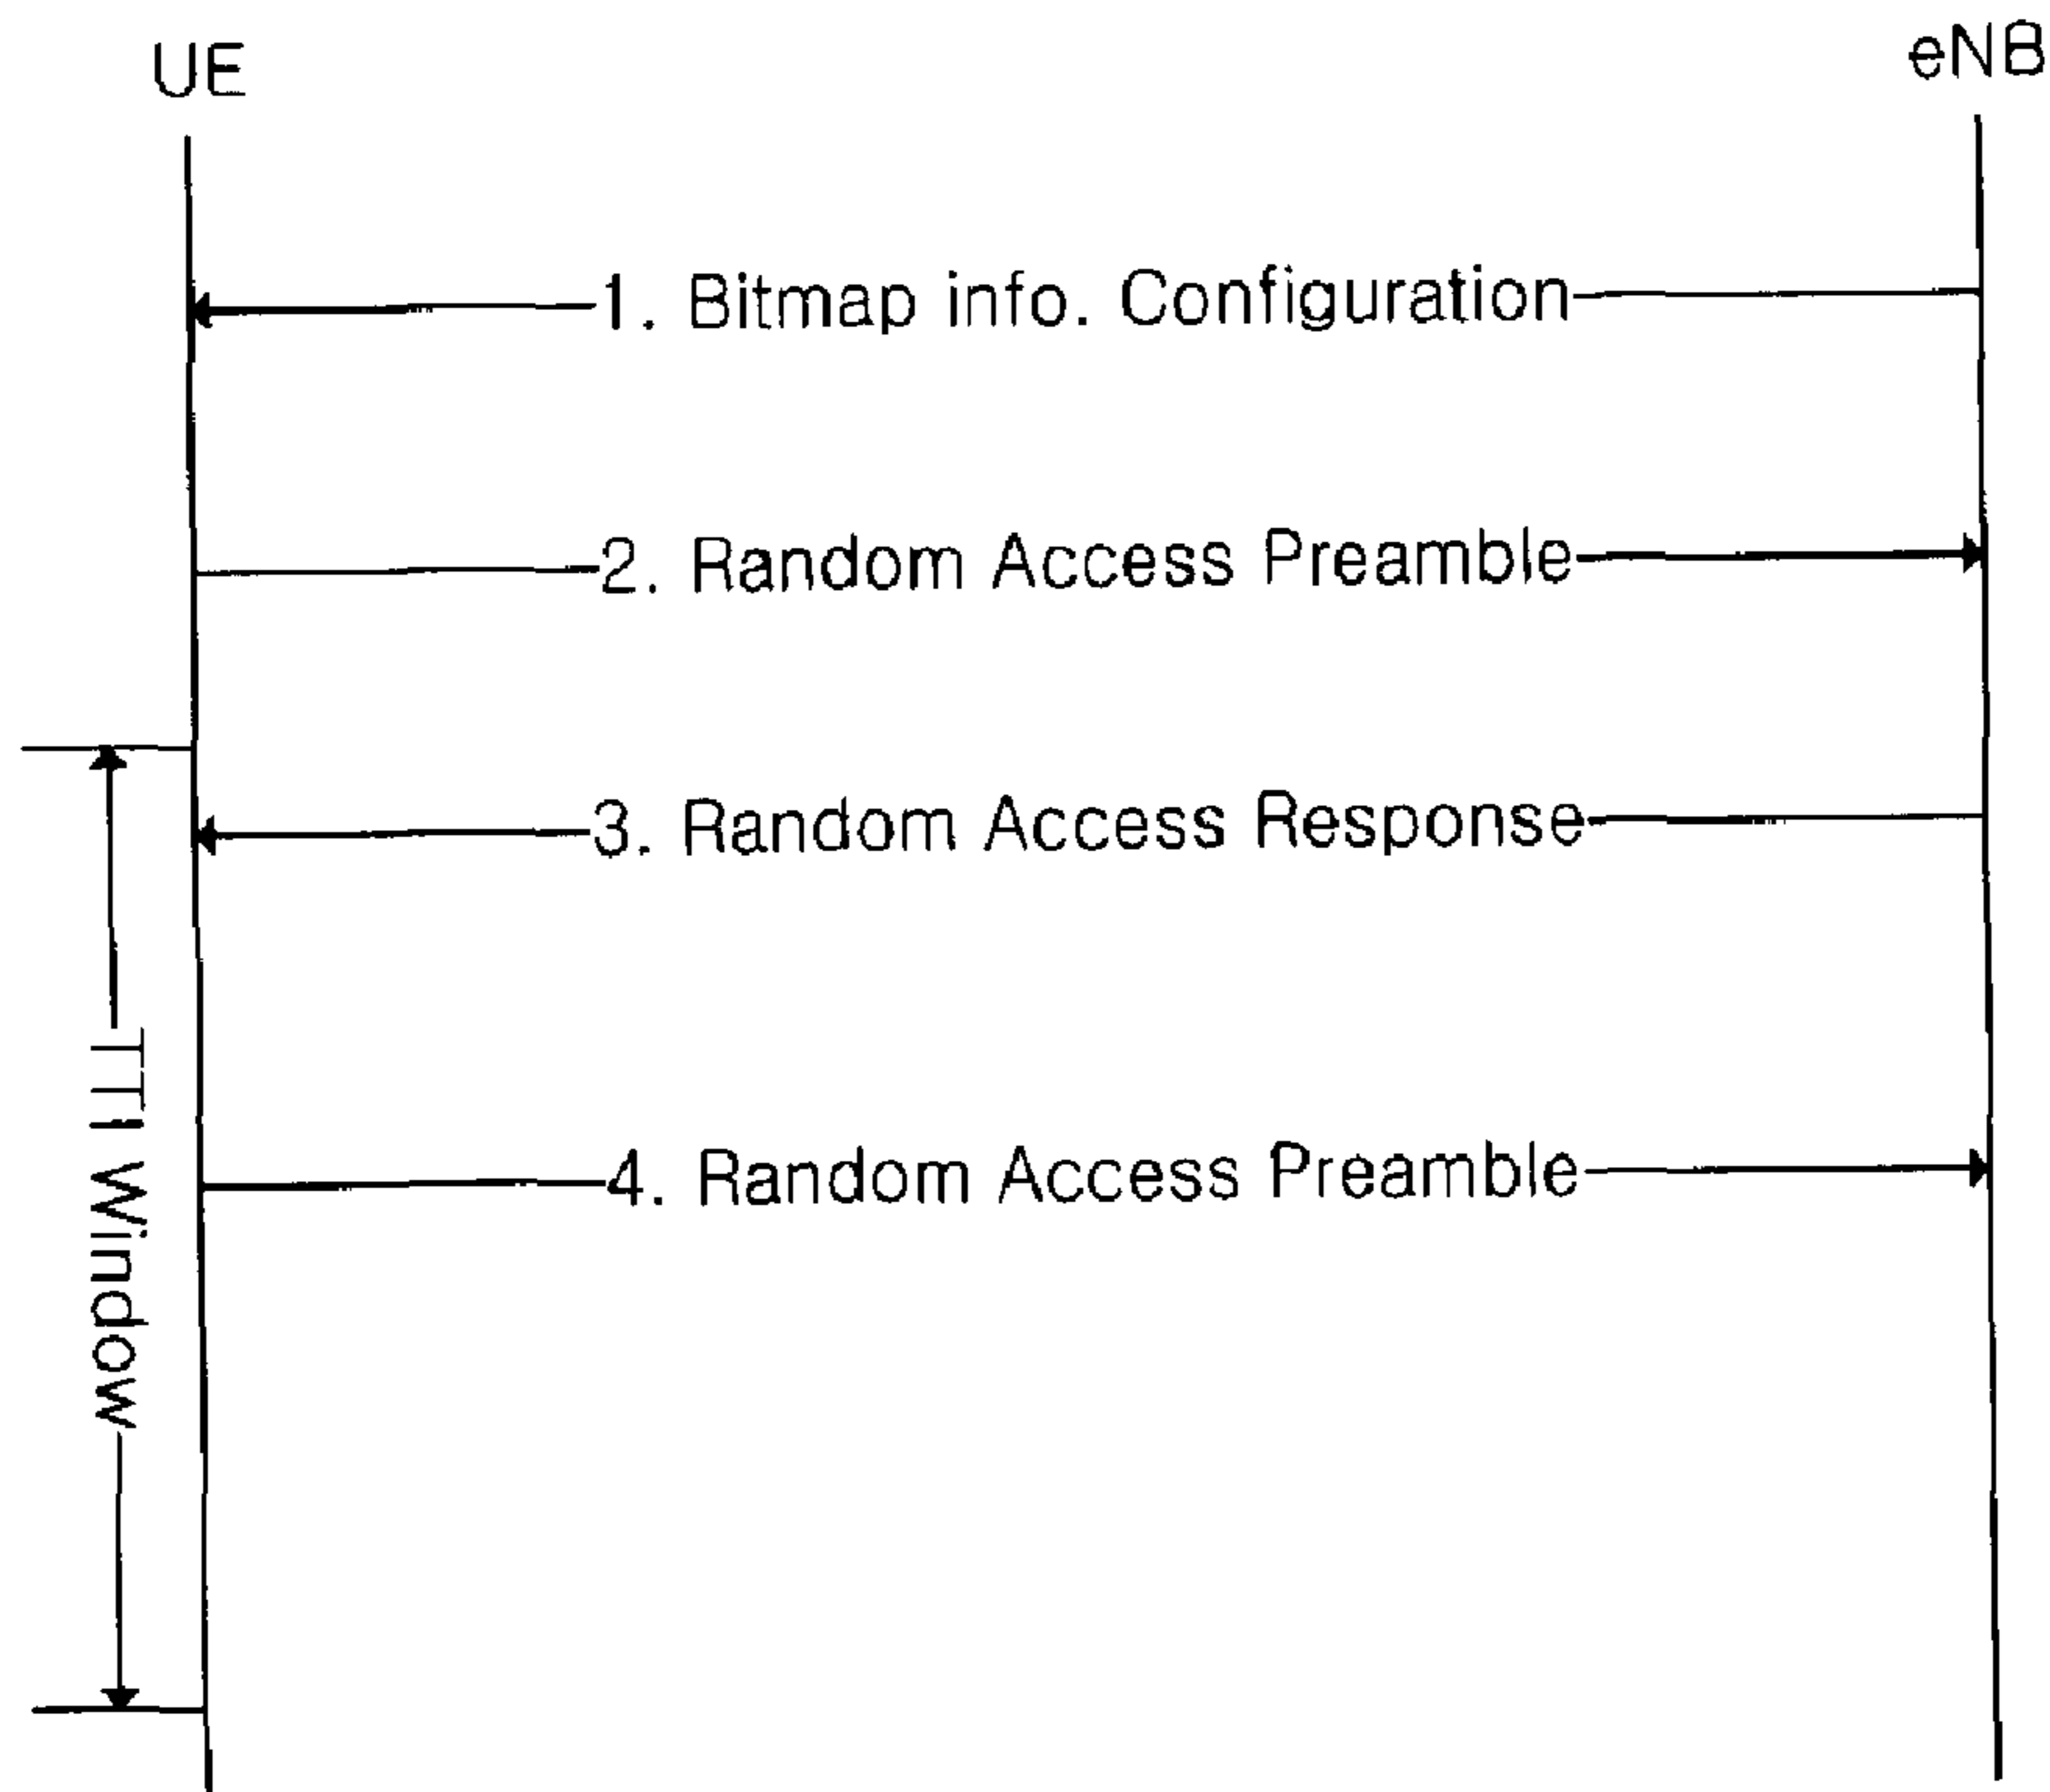 UE
eNB
1. Bitmap info. Configuration
2. Random Access Preamble
3. Random Access Response
TTI Window
4. Random Access Preamble